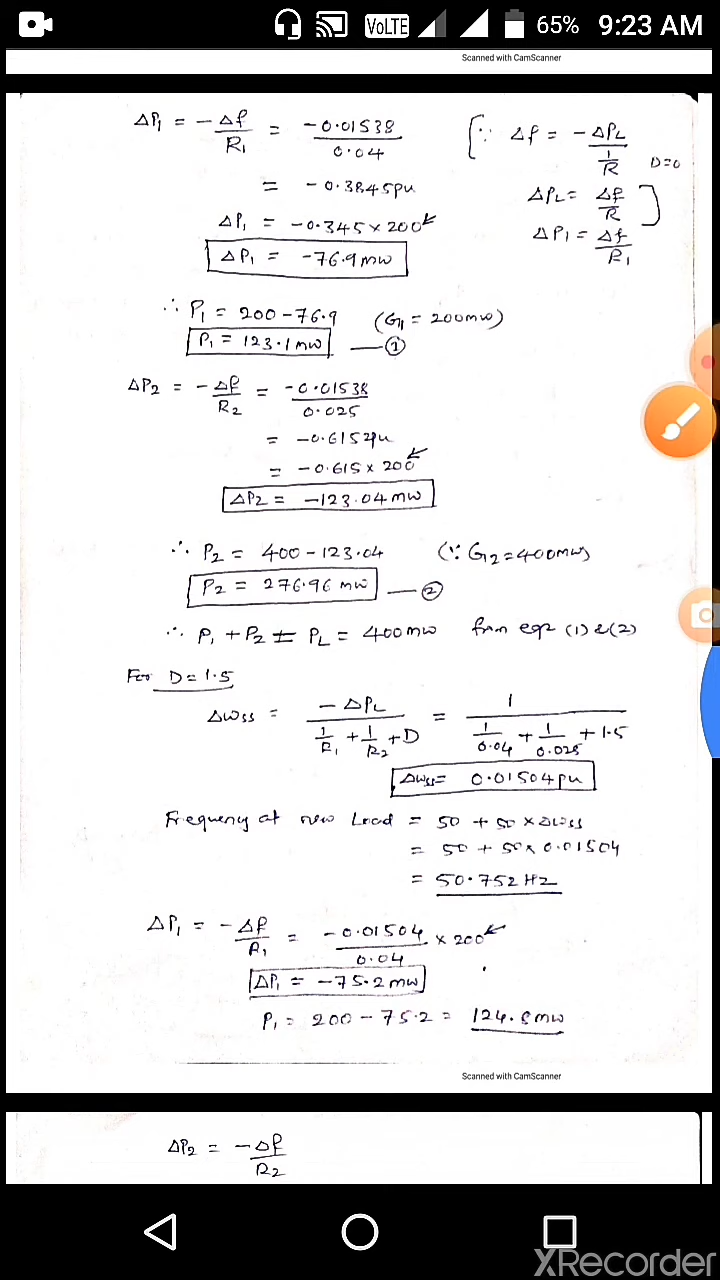 VoLTE 65% 9:23 AM
Scanned with CamScanner
ΔP₁ = -Δf/R₁ = -0.01538/0.04 [∵ Δf = -ΔPL/(1/R) D=0
= -0.3845pu ΔPL = Δf/R ]
ΔP₁ = -0.345 × 200 ΔP1 = Δf/R₁
ΔP₁ = -76.9mw
∴ P₁ = 200-76.9 (G1 = 200mw)
P₁ = 123.1mw —①
ΔP2 = -Δf/R2 = -0.01538/0.025
= -0.6152pu
= -0.615 × 200
ΔP2 = -123.04mw
∴ P2 = 400-123.04 (∵ G2=400mw)
P2 = 276.96 mw —②
∴ P₁ + P2 = PL = 400mw from eqn (1) & (2)
For D=1.5
Δwss = -ΔPL/(1/R₁ + 1/R2 + D) = 1/(1/0.04 + 1/0.025 + 1.5)
Δwss = 0.01504pu
Frequency at new Load = 50 + 50 × Δwss
= 50 + 50 × 0.01504
= 50.752Hz
ΔP₁ = -Δf/R₁ = -0.01504/0.04 × 200
ΔP₁ = -75.2mw
P₁ = 200-75.2 = 124.8mw
Scanned with CamScanner
ΔP2 = -Δf/R2
XRecorder